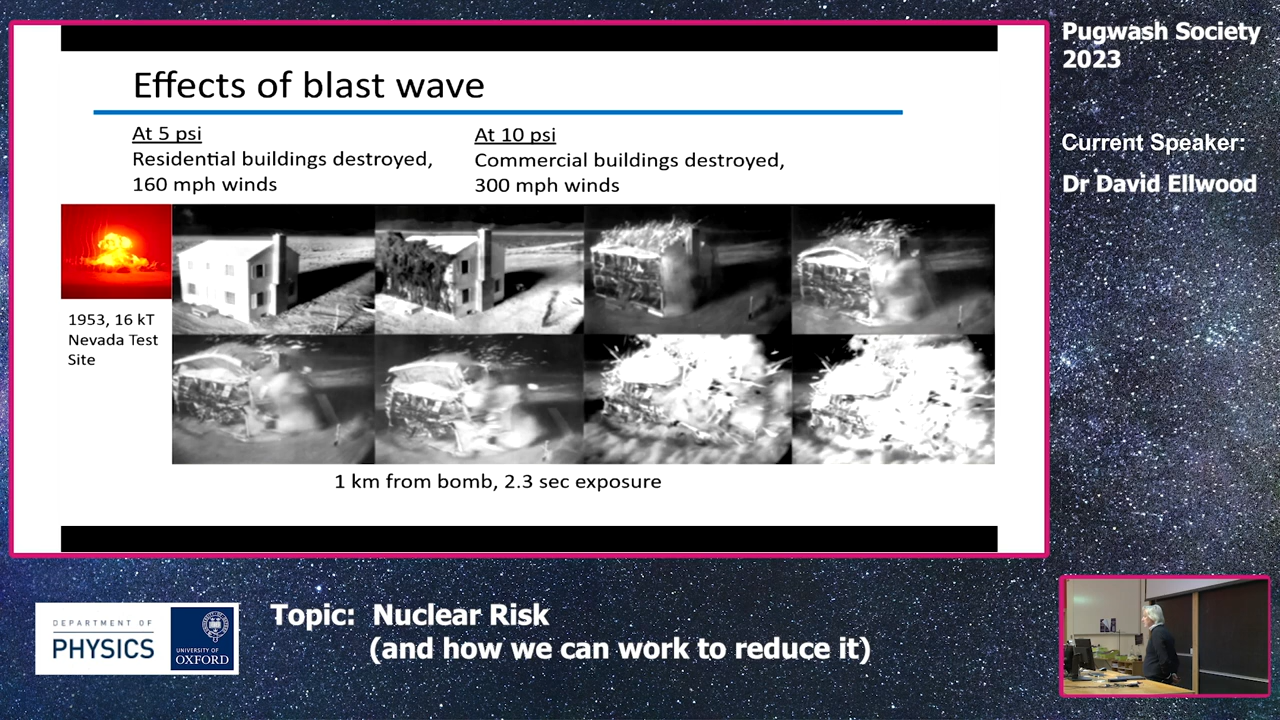 Effects of blast wave
At 5 psi
Residential buildings destroyed,
160 mph winds
At 10 psi
Commercial buildings destroyed,
300 mph winds
1953, 16 kT
Nevada Test
Site
1 km from bomb, 2.3 sec exposure
Pugwash Society
2023
Current Speaker:
Dr David Ellwood
DEPARTMENT OF
PHYSICS
UNIVERSITY OF
OXFORD
Topic: Nuclear Risk
(and how we can work to reduce it)